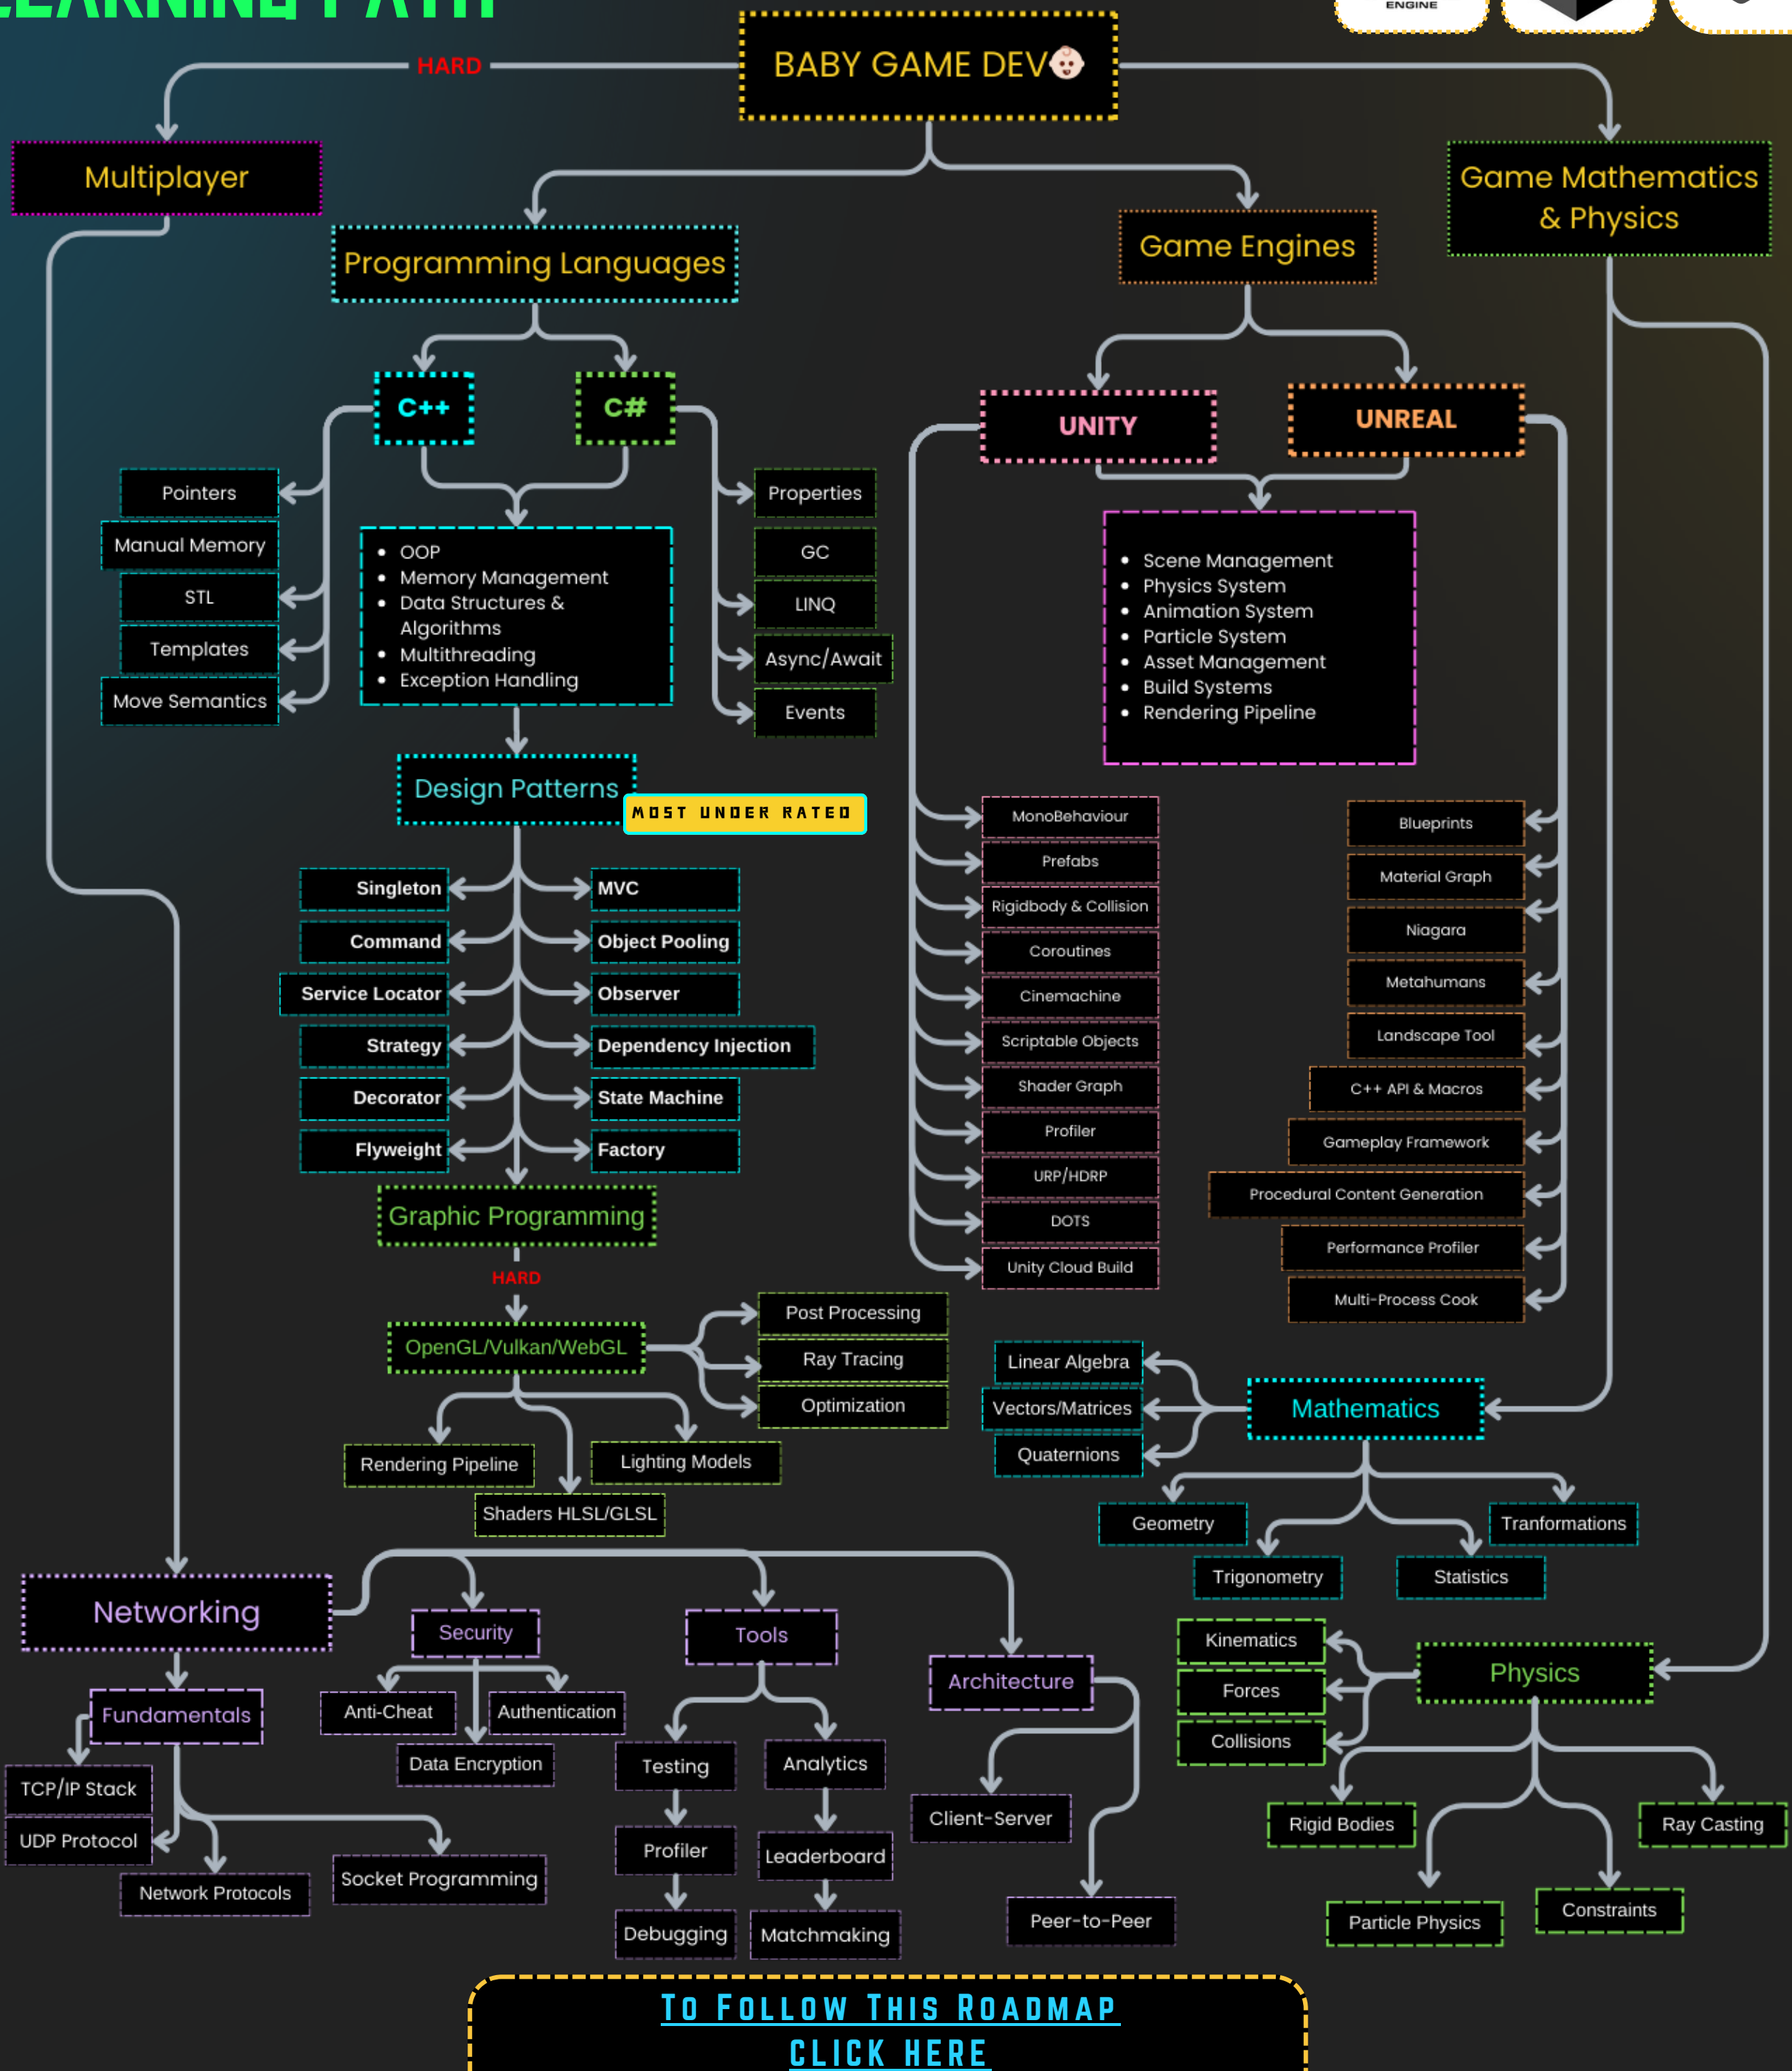 LEARNING PATH
ENGINE
BABY GAME DEV
HARD
Multiplayer
Game Mathematics
& Physics
Programming Languages
Game Engines
C++
C#
UNITY
UNREAL
Pointers
Manual Memory
STL
Templates
Move Semantics
• OOP
• Memory Management
• Data Structures &
Algorithms
• Multithreading
• Exception Handling
Properties
GC
LINQ
Async/Await
Events
• Scene Management
• Physics System
• Animation System
• Particle System
• Asset Management
• Build Systems
• Rendering Pipeline
Design Patterns
MOST UNDER RATED
Singleton
Command
Service Locator
Strategy
Decorator
Flyweight
MVC
Object Pooling
Observer
Dependency Injection
State Machine
Factory
MonoBehaviour
Prefabs
Rigidbody & Collision
Coroutines
Cinemachine
Scriptable Objects
Shader Graph
Profiler
URP/HDRP
DOTS
Unity Cloud Build
Blueprints
Material Graph
Niagara
Metahumans
Landscape Tool
C++ API & Macros
Gameplay Framework
Procedural Content Generation
Performance Profiler
Multi-Process Cook
Graphic Programming
HARD
OpenGL/Vulkan/WebGL
Post Processing
Ray Tracing
Optimization
Rendering Pipeline
Lighting Models
Shaders HLSL/GLSL
Linear Algebra
Vectors/Matrices
Quaternions
Mathematics
Geometry
Tranformations
Trigonometry
Statistics
Networking
Security
Tools
Architecture
Fundamentals
Anti-Cheat
Authentication
Data Encryption
TCP/IP Stack
UDP Protocol
Network Protocols
Socket Programming
Testing
Profiler
Debugging
Analytics
Leaderboard
Matchmaking
Client-Server
Peer-to-Peer
Kinematics
Forces
Collisions
Physics
Rigid Bodies
Ray Casting
Particle Physics
Constraints
To Follow This Roadmap
CLICK HERE